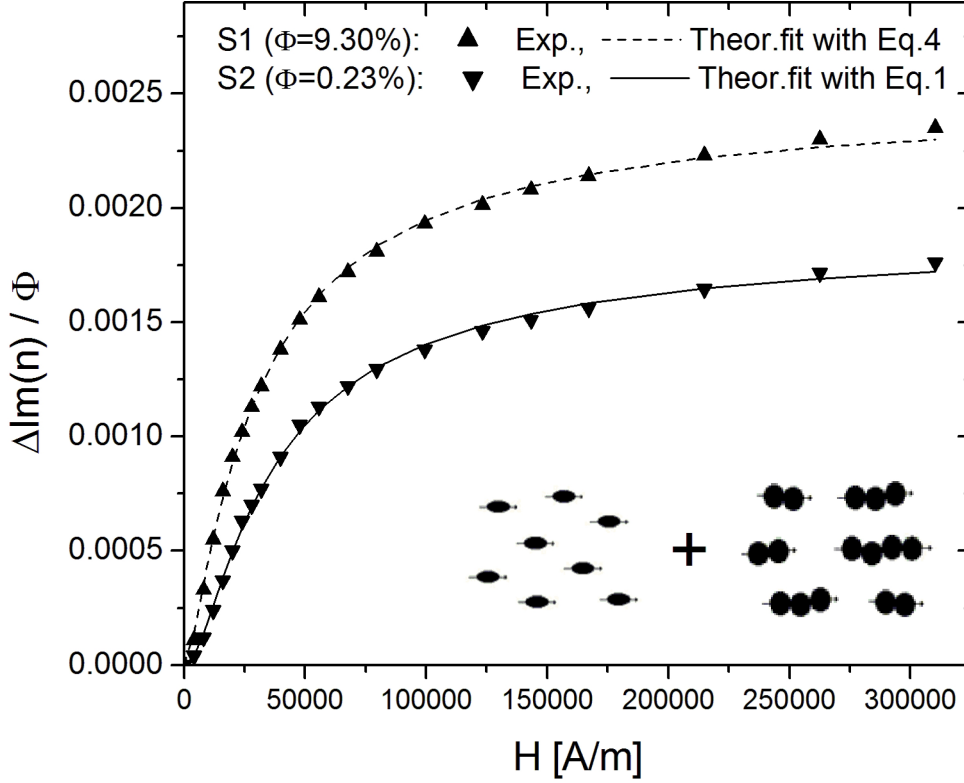 S1 (Φ=9.30%): ▲ Exp., Theor.fit with Eq.4
S2 (Φ=0.23%): ▼ Exp., Theor.fit with Eq.1
0.0025
0.0020
0.0015
0.0010
0.0005
0.0000
ΔIm(n) / Φ
+
0 50000 100000 150000 200000 250000 300000
H [A/m]